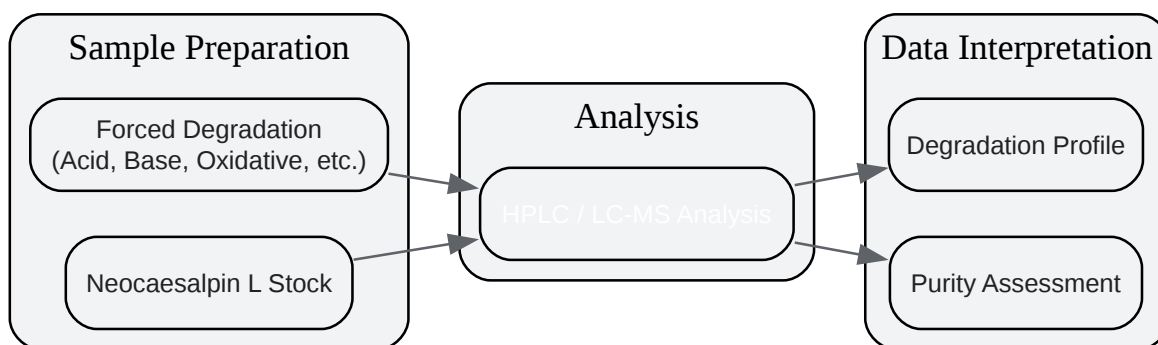 Sample Preparation
Forced Degradation
(Acid, Base, Oxidative, etc.)
Neocaesalpin L Stock
Analysis
HPLC / LC-MS Analysis
Data Interpretation
Degradation Profile
Purity Assessment